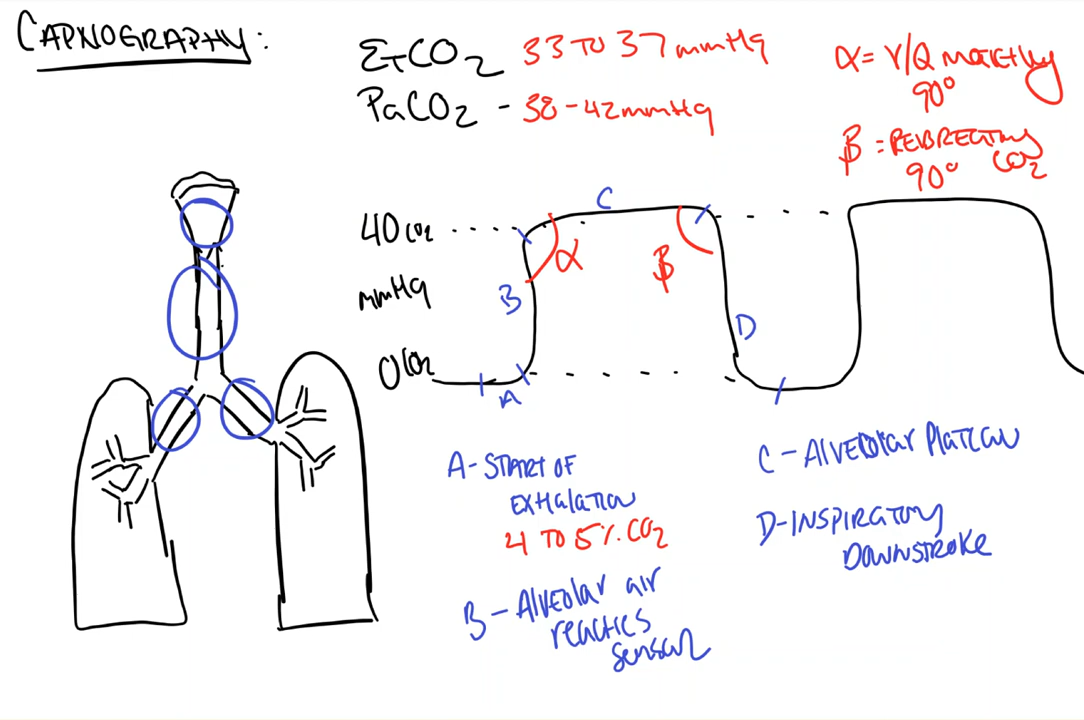 CAPNOGRAPHY:
ETCO2 33 TO 37 mmHg
PaCO2 - 38-42mmHg
α = V/Q
90°
β = REBREATHING
90° CO2
40 CO2
mmHg
0 CO2
A
B
C
D
α
β
A- START OF
EXHalaTION
4 TO 5% CO2
B- Alveolar air
reaches
sensor
C - AlVEOlar PlaTEau
D-INSPIRATORY
DOWNSTROKE